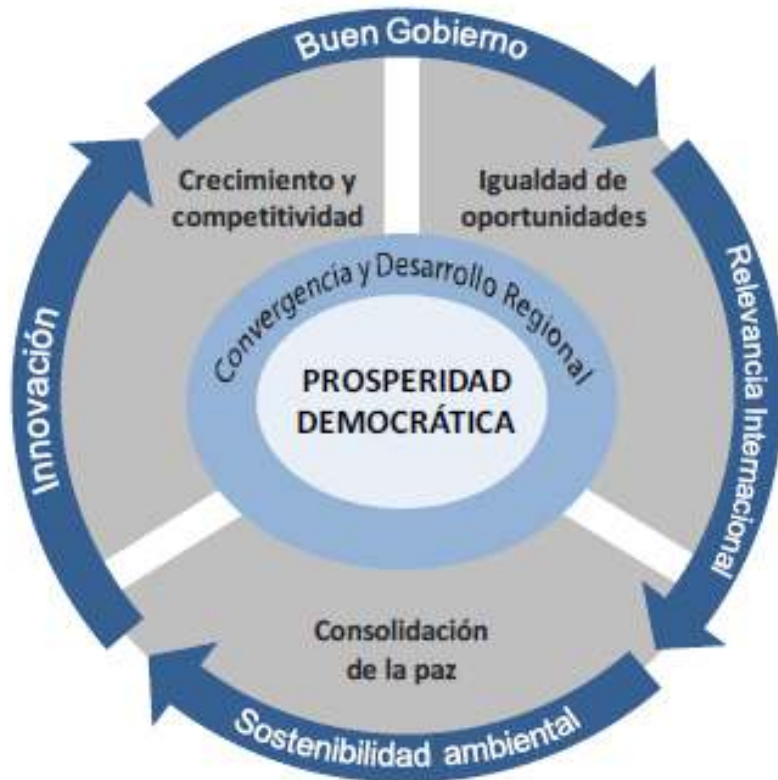 Buen Gobierno
Crecimiento y
competitividad
Igualdad de
oportunidades
Convergencia y Desarrollo Regional
PROSPERIDAD
DEMOCRÁTICA
Innovación
Relevancia Internacional
Consolidación
de la paz
Sostenibilidad ambiental